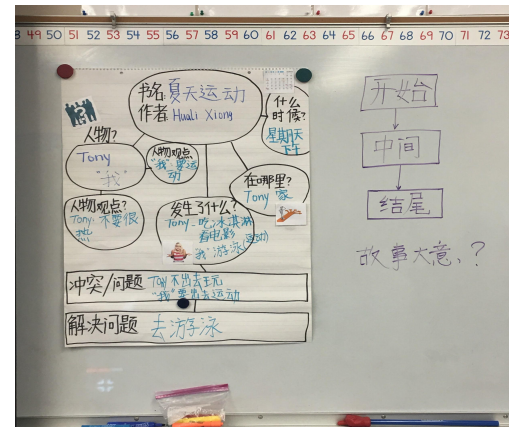 8 49 50 51 52 53 54 55 56 57 58 59 60 61 62 63 64 65 66 67 68 69 70 71 72 73
书名:夏天运动
作者:Huali Xiong
什么
时候?
星期天
下午
人物?
Tony
"我"
人物观点
"我":要运
动
在哪里?
Tony 家
人物观点?
Tony:不要很
热
发生了什么?
Tony-吃冰淇淋
看电影
"我"游泳(运动)
冲突/问题 Tony 不出去玩
"我"要出去运动
解决问题 去游泳
开始
中间
结尾
故事大意、?